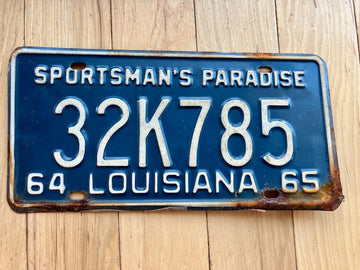 SPORTSMAN'S PARADISE
32K785
64 LOUISIANA 65